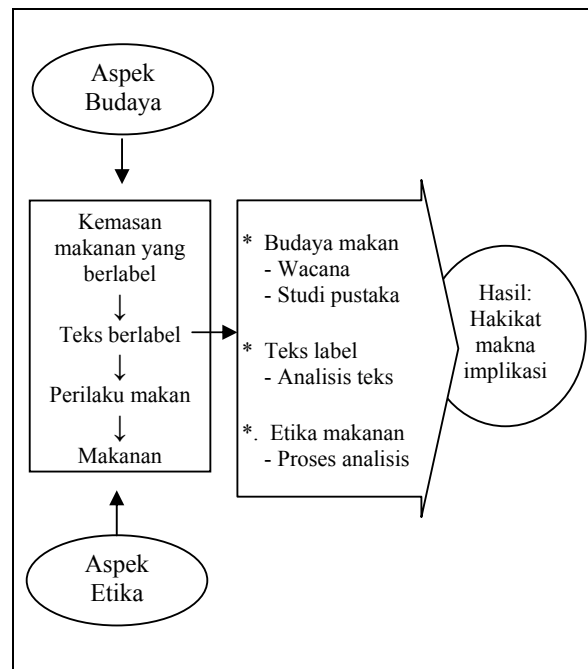 Aspek
Budaya
Kemasan
makanan yang
berlabel
↓
Teks berlabel
↓
Perilaku makan
↓
Makanan
* Budaya makan
- Wacana
- Studi pustaka
* Teks label
- Analisis teks
*. Etika makanan
- Proses analisis
Hasil:
Hakikat
makna
implikasi
Aspek
Etika